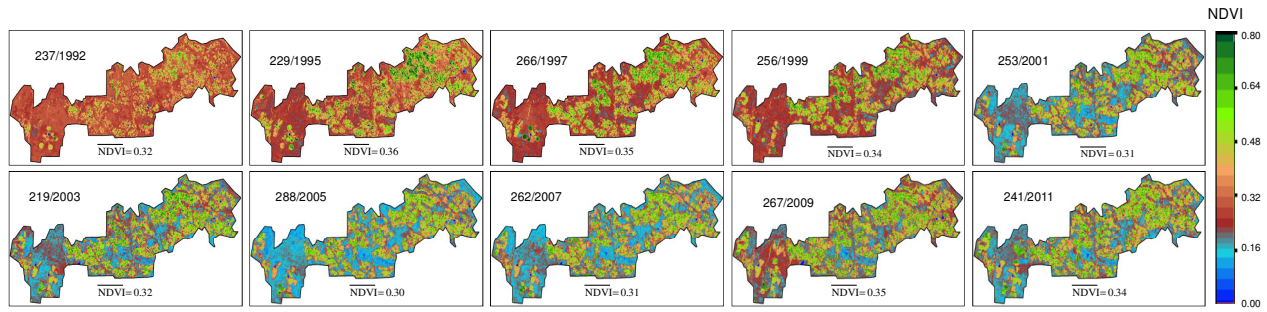 NDVI
237/1992
NDVI = 0.32
229/1995
NDVI = 0.36
266/1997
NDVI = 0.35
256/1999
NDVI = 0.34
253/2001
NDVI = 0.31
219/2003
NDVI = 0.32
288/2005
NDVI = 0.30
262/2007
NDVI = 0.31
267/2009
NDVI = 0.35
241/2011
NDVI = 0.34
0.80
0.64
0.48
0.32
0.16
0.00